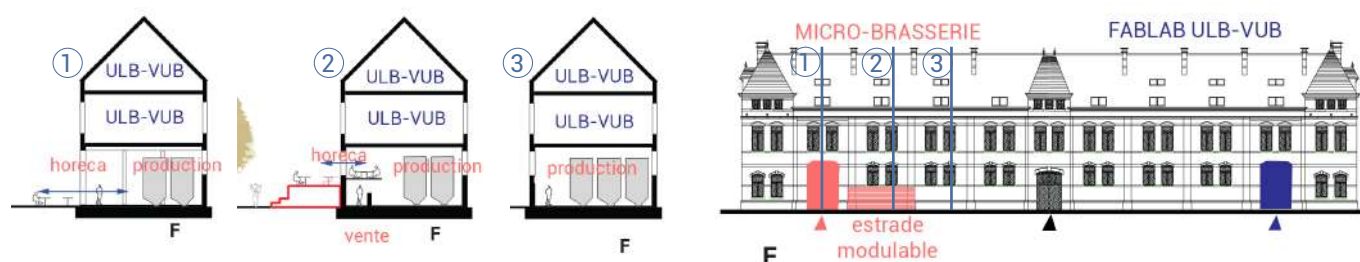 ①
ULB-VUB
ULB-VUB
horeca
production
F
②
ULB-VUB
ULB-VUB
horeca
production
vente
F
③
ULB-VUB
ULB-VUB
production
F
MICRO-BRASSERIE
FABLAB ULB-VUB
①
②
③
estrade
modulable
F